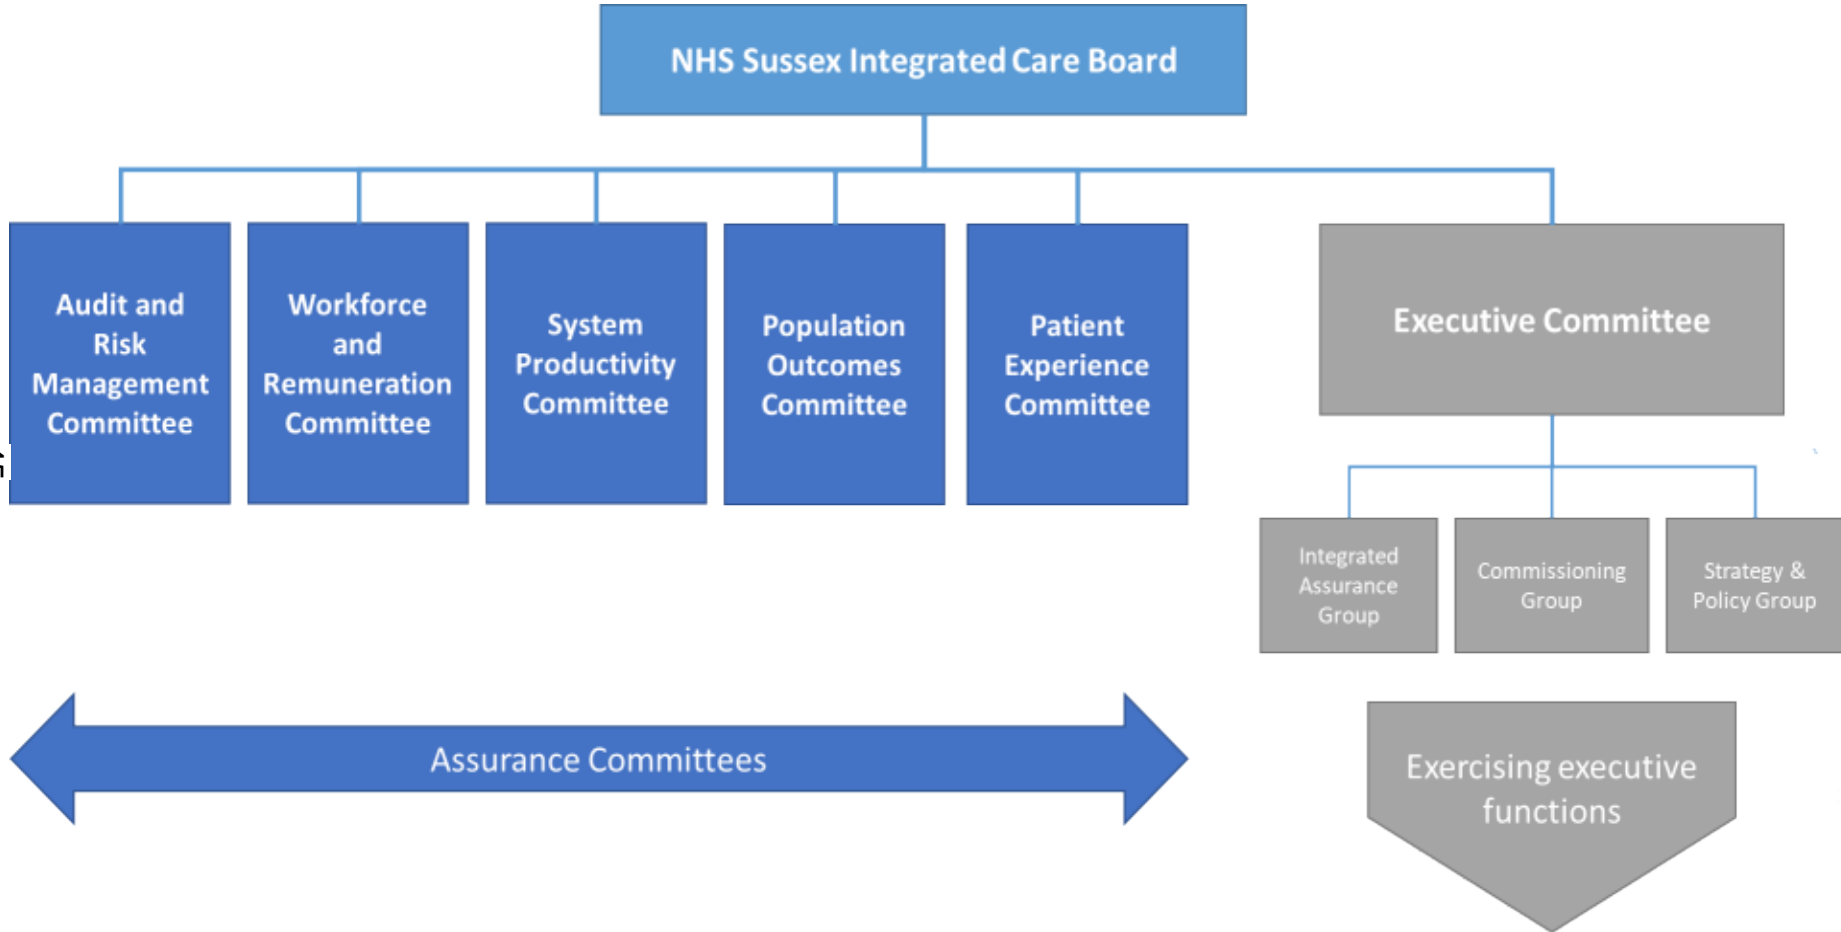 NHS Sussex Integrated Care Board
Audit and
Risk
Management
Committee
Workforce
and
Remuneration
Committee
System
Productivity
Committee
Population
Outcomes
Committee
Patient
Experience
Committee
Executive Committee
Integrated
Assurance
Group
Commissioning
Group
Strategy &
Policy Group
Assurance Committees
Exercising executive
functions